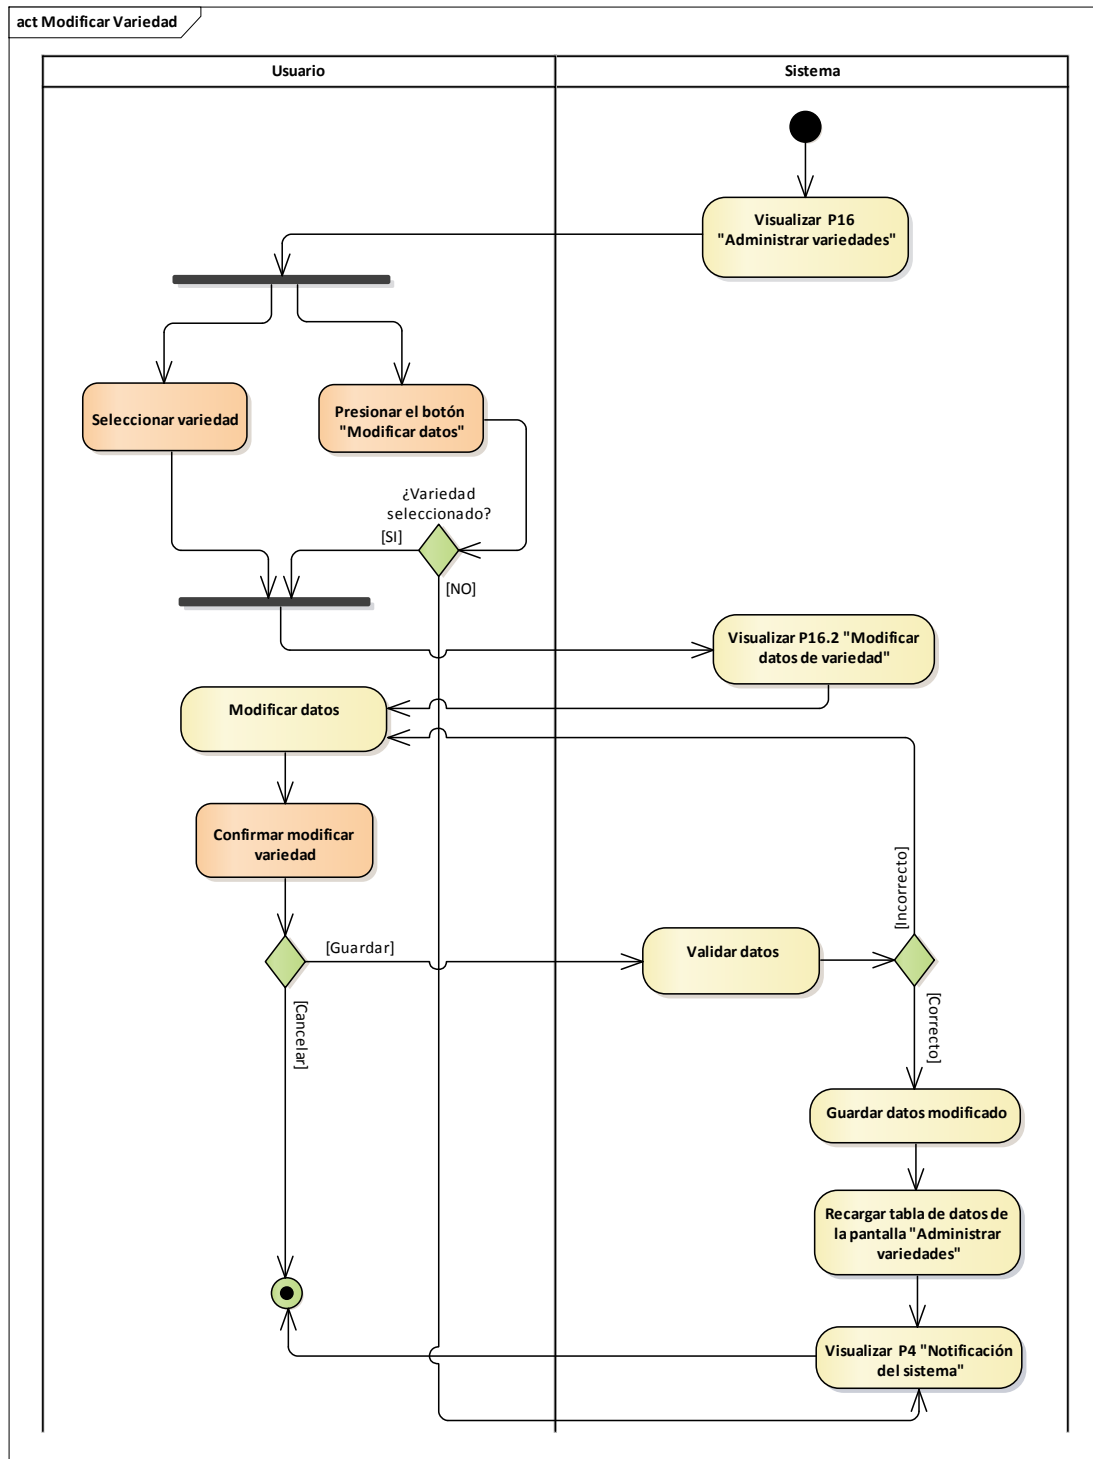 act Modificar Variedad
Usuario
Sistema
Visualizar P16
"Administrar variedades"
Seleccionar variedad
Presionar el botón
"Modificar datos"
¿Variedad
seleccionado?
[SI]
[NO]
Visualizar P16.2 "Modificar
datos de variedad"
Modificar datos
Confirmar modificar
variedad
[Incorrecto]
[Guardar]
Validar datos
[Cancelar]
[Correcto]
Guardar datos modificado
Recargar tabla de datos de
la pantalla "Administrar
variedades"
Visualizar P4 "Notificación
del sistema"